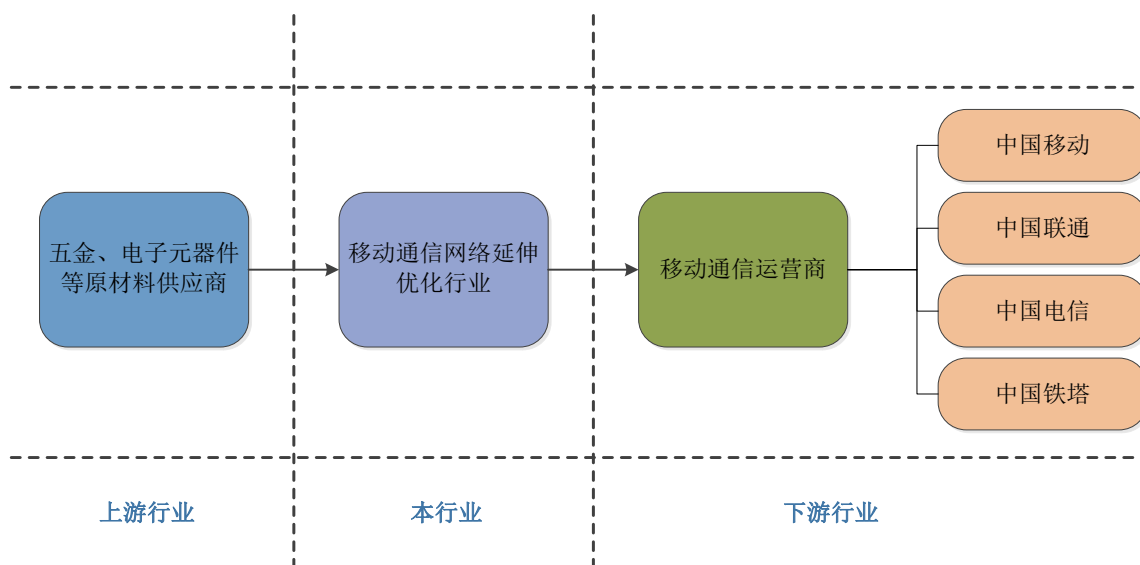 五金、电子元器件
等原材料供应商
移动通信网络延伸
优化行业
移动通信运营商
中国移动
中国联通
中国电信
中国铁塔
上游行业
本行业
下游行业